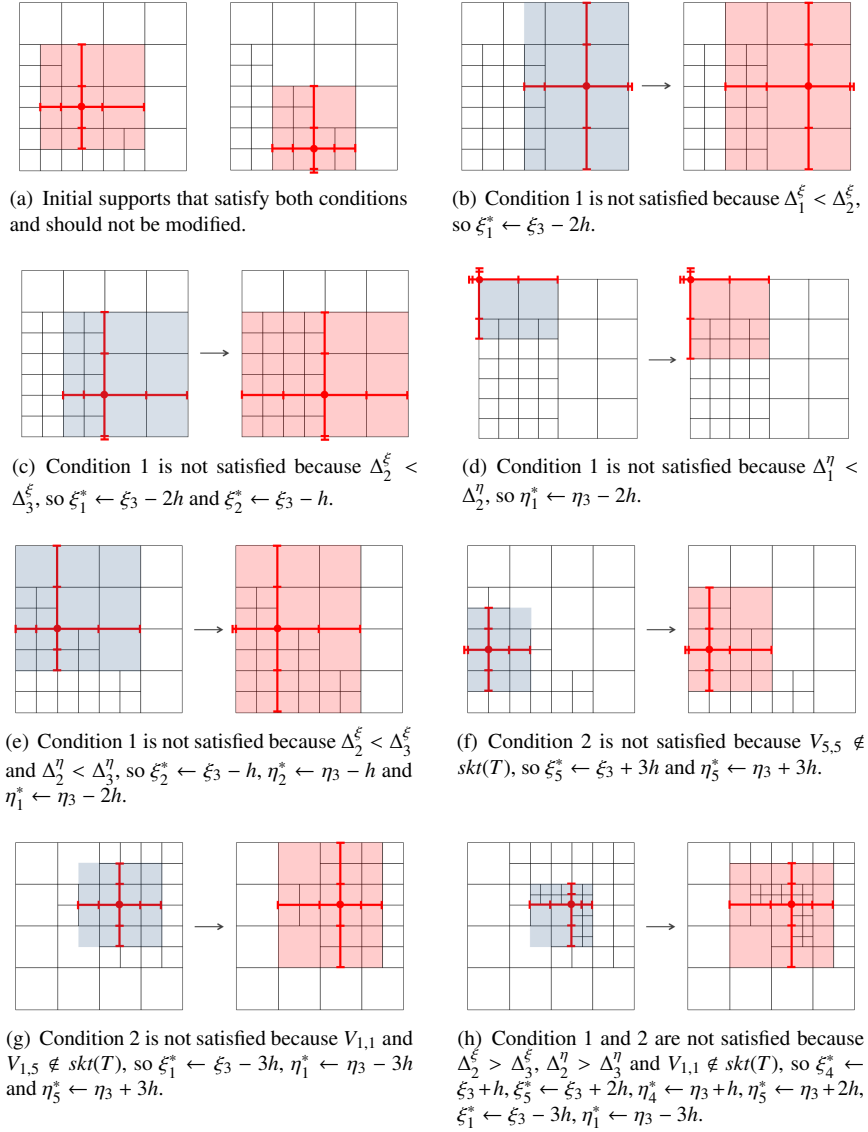 (a) Initial supports that satisfy both conditions
and should not be modified.
(b) Condition 1 is not satisfied because Δ₁^ξ < Δ₂^ξ,
so ξ₁* ← ξ₃ − 2h.
(c) Condition 1 is not satisfied because Δ₂^ξ <
Δ₃^ξ, so ξ₁* ← ξ₃ − 2h and ξ₂* ← ξ₃ − h.
(d) Condition 1 is not satisfied because Δ₁^η <
Δ₂^η, so η₁* ← η₃ − 2h.
(e) Condition 1 is not satisfied because Δ₂^ξ < Δ₃^ξ
and Δ₂^η < Δ₃^η, so ξ₂* ← ξ₃ − h, η₂* ← η₃ − h and
η₁* ← η₃ − 2h.
(f) Condition 2 is not satisfied because V₅,₅ ∉
skt(T), so ξ₅* ← ξ₃ + 3h and η₅* ← η₃ + 3h.
(g) Condition 2 is not satisfied because V₁,₁ and
V₁,₅ ∉ skt(T), so ξ₁* ← ξ₃ − 3h, η₁* ← η₃ − 3h
and η₅* ← η₃ + 3h.
(h) Condition 1 and 2 are not satisfied because
Δ₂^ξ > Δ₃^ξ, Δ₂^η > Δ₃^η and V₁,₁ ∉ skt(T), so ξ₄* ←
ξ₃ + h, ξ₅* ← ξ₃ + 2h, η₄* ← η₃ + h, η₅* ← η₃ + 2h,
ξ₁* ← ξ₃ − 3h, η₁* ← η₃ − 3h.